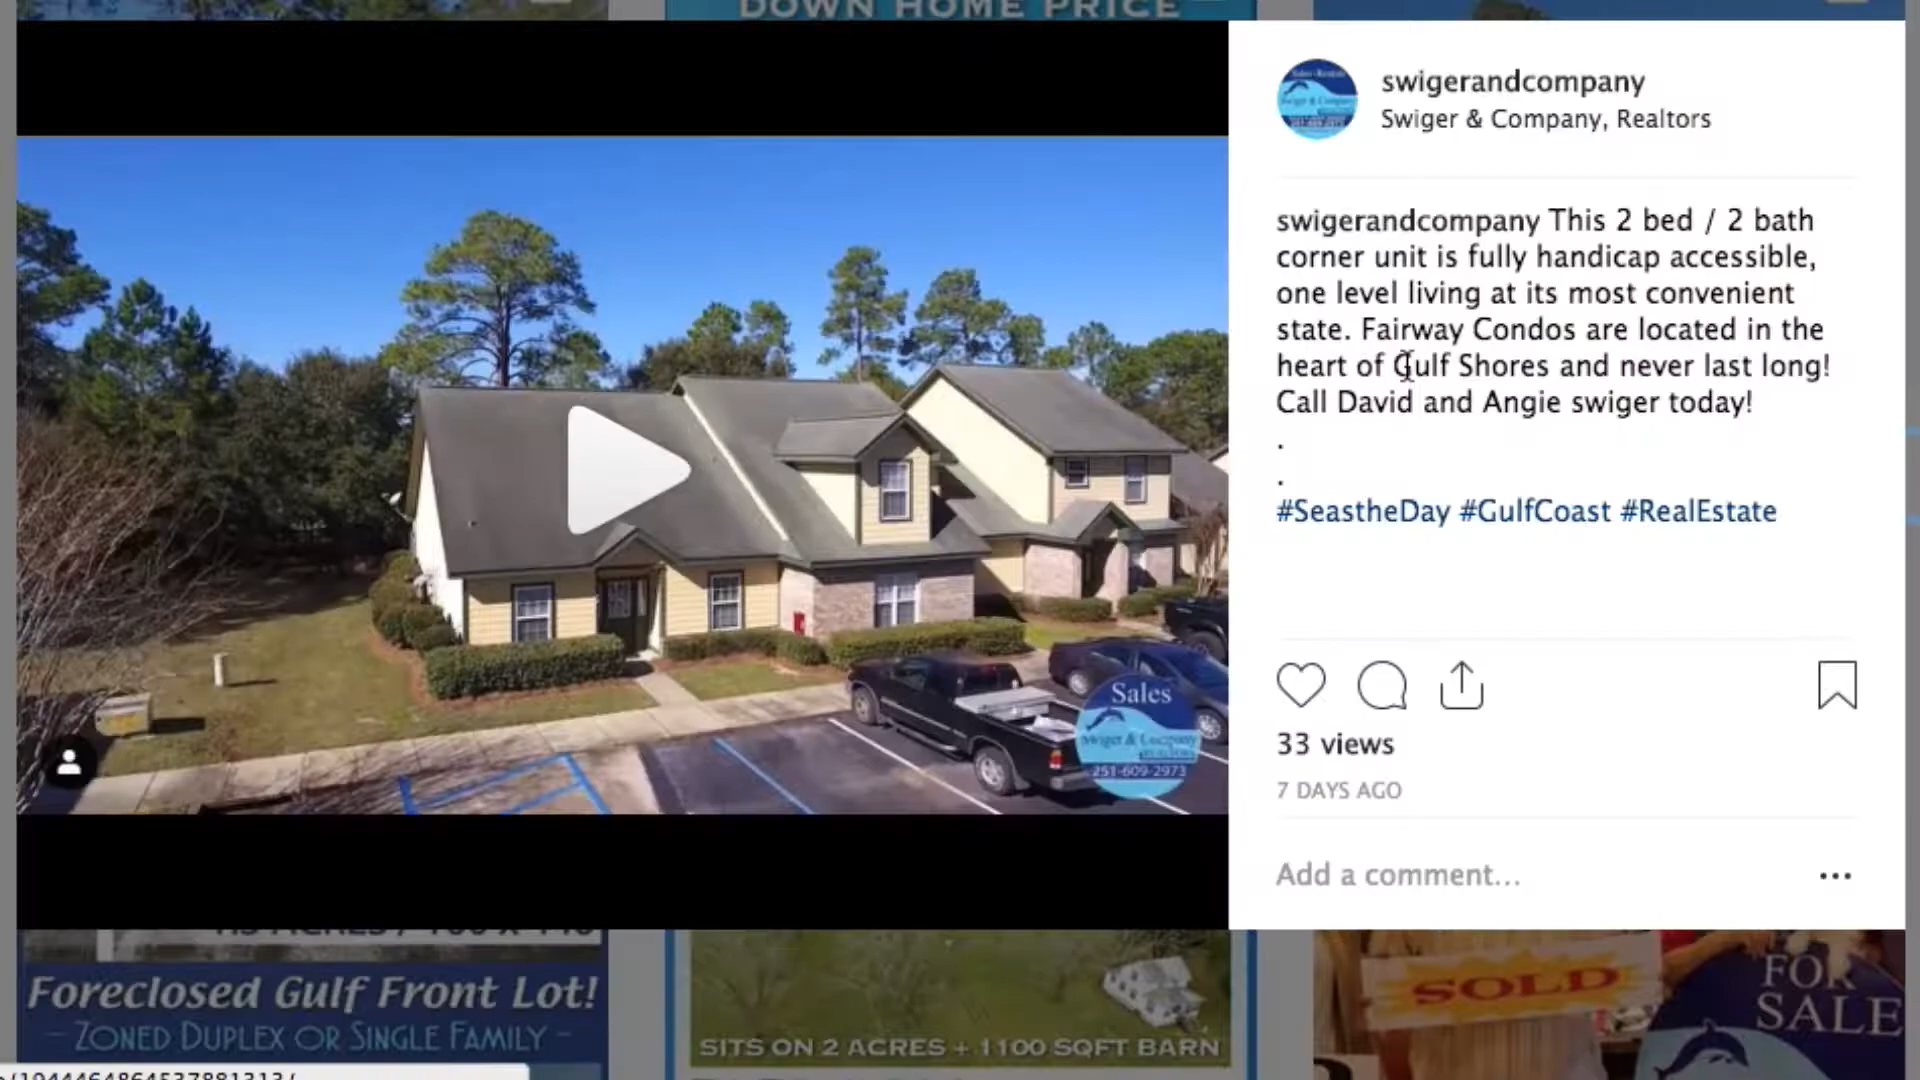 DOWN HOME PRICE
swigerandcompany
Swiger & Company, Realtors
swigerandcompany This 2 bed / 2 bath
corner unit is fully handicap accessible,
one level living at its most convenient
state. Fairway Condos are located in the
heart of Gulf Shores and never last long!
Call David and Angie swiger today!
.
.
#SeastheDay #GulfCoast #RealEstate
Sales
Swiger & Company
251-609-2973
33 views
7 DAYS AGO
Add a comment...
Foreclosed Gulf Front Lot!
- ZONED DUPLEX OR SINGLE FAMILY -
SITS ON 2 ACRES + 1100 SQFT BARN
SOLD
FOR
SALE